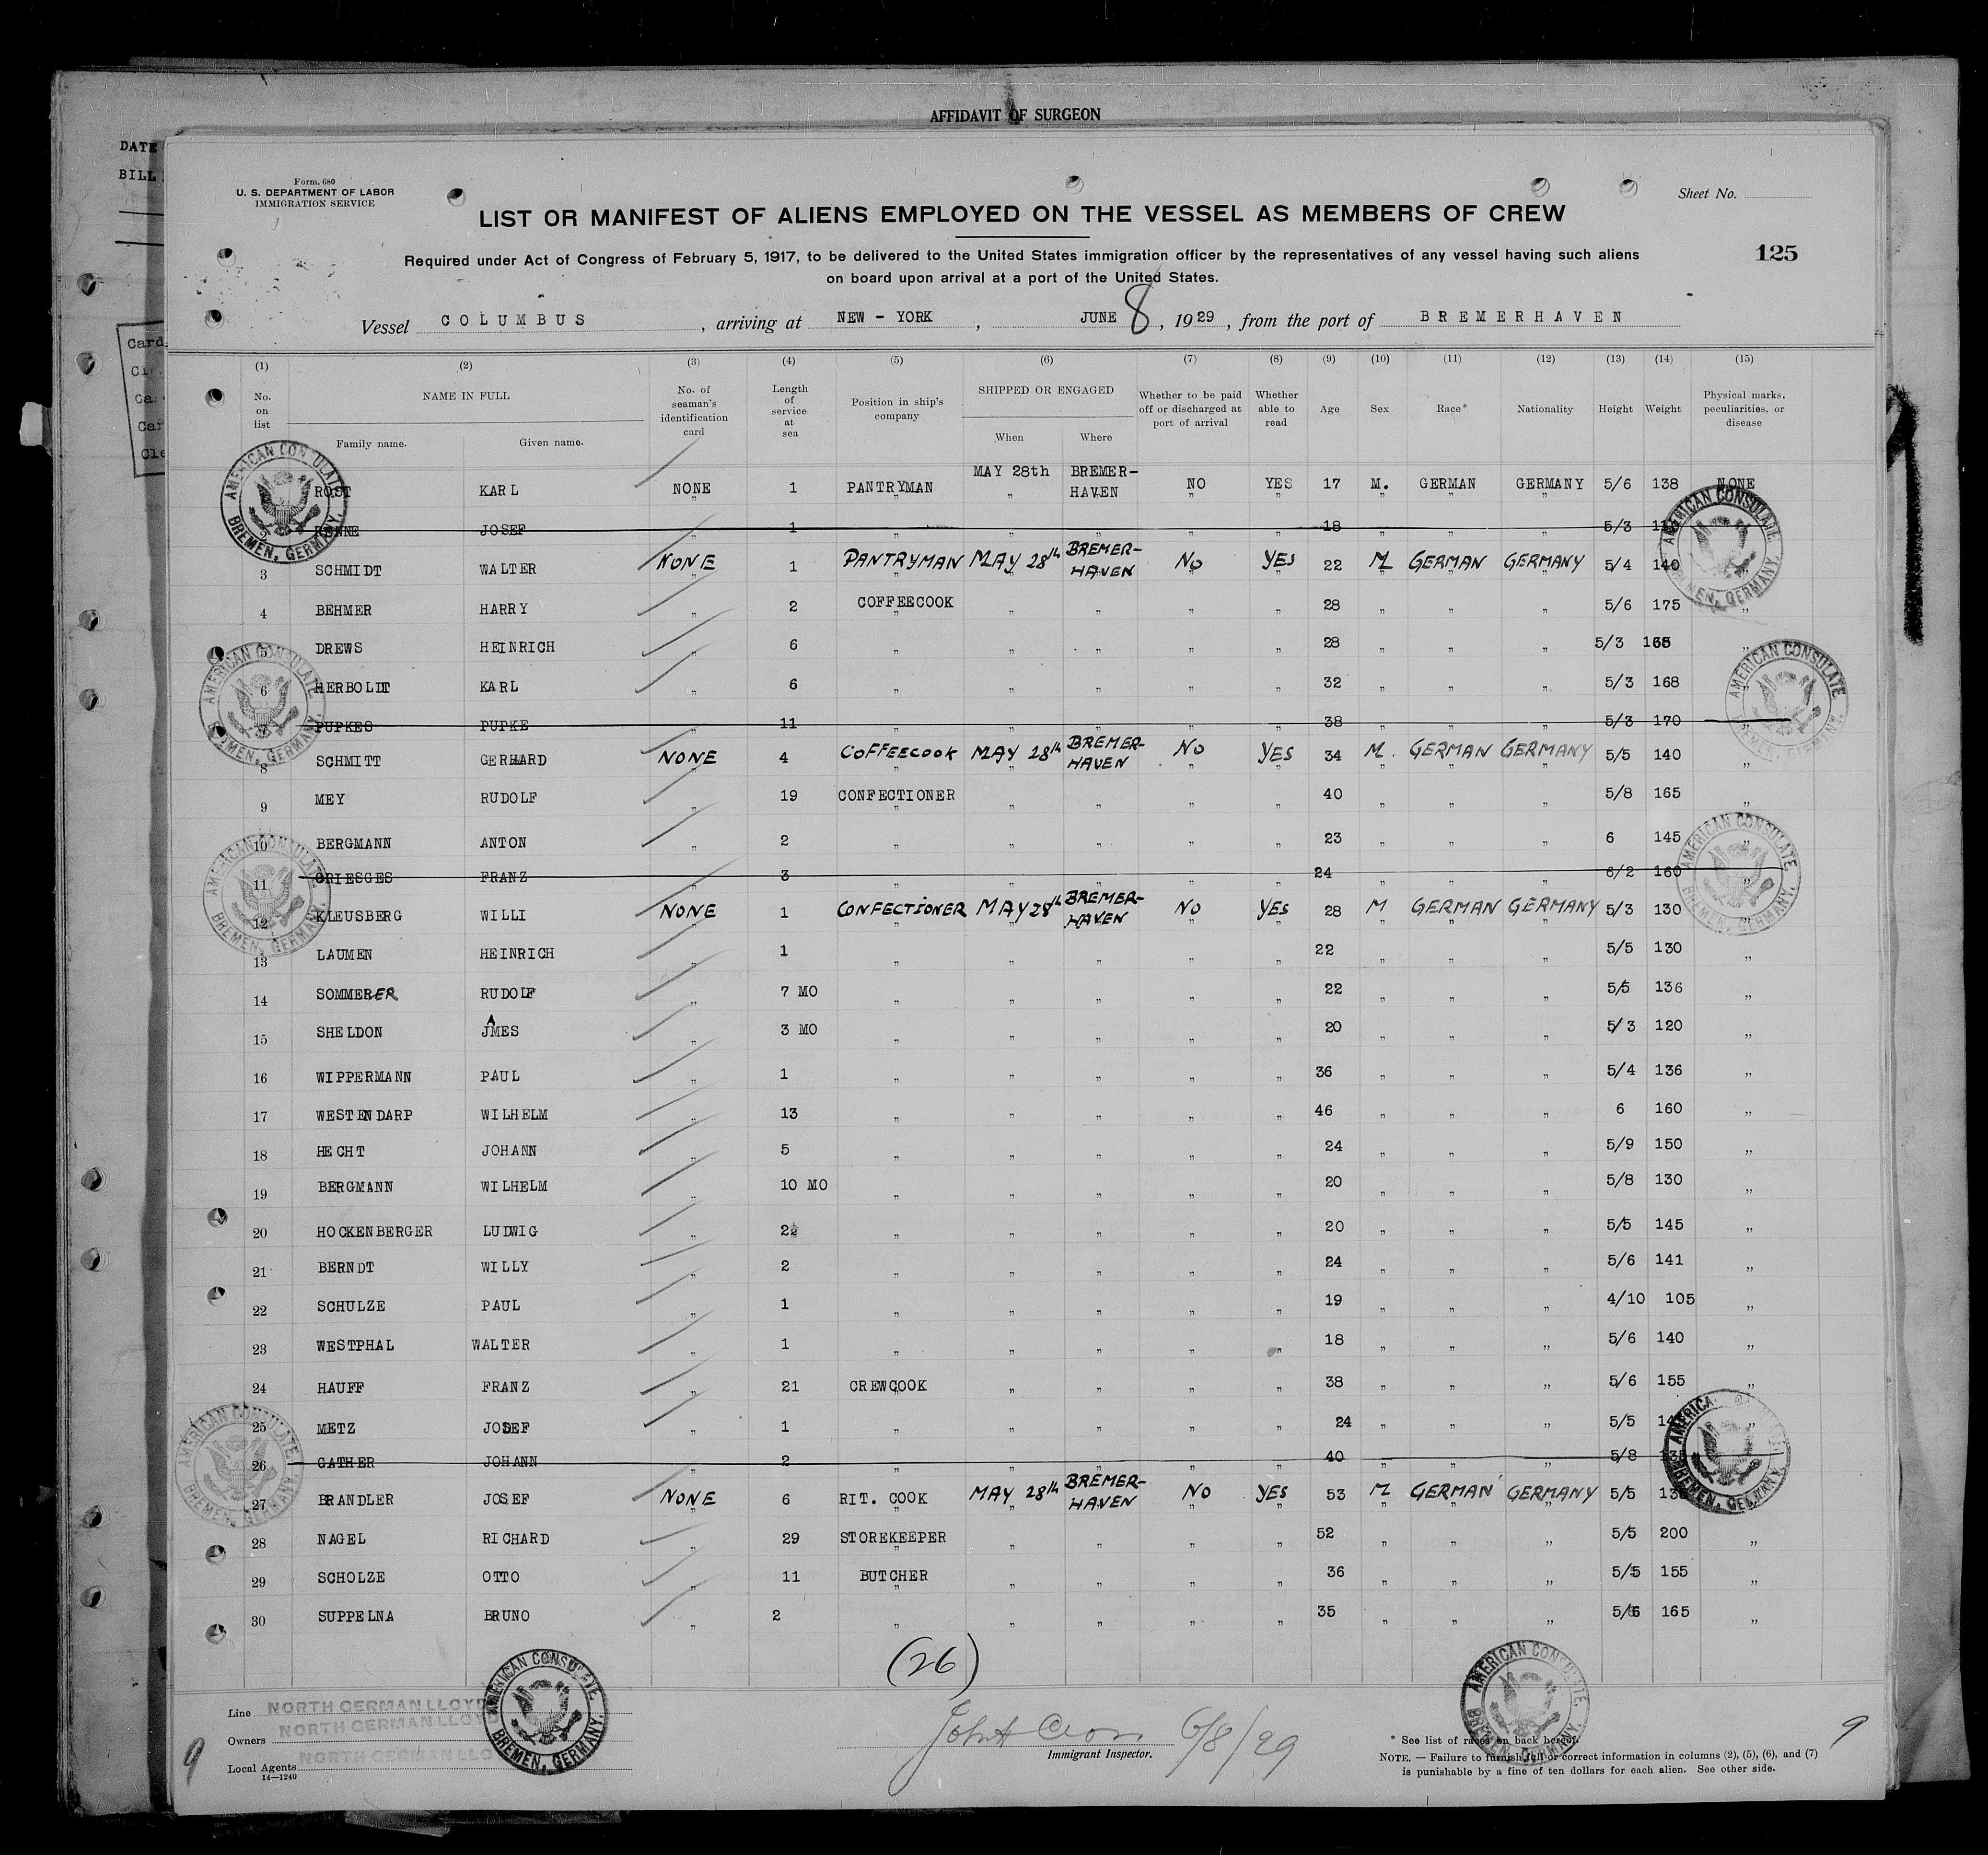 AFFIDAVIT OF SURGEON
DATE
BILL
Card
Form. 680
U. S. DEPARTMENT OF LABOR
IMMIGRATION SERVICE
Sheet No.
LIST OR MANIFEST OF ALIENS EMPLOYED ON THE VESSEL AS MEMBERS OF CREW
125
Required under Act of Congress of February 5, 1917, to be delivered to the United States immigration officer by the representatives of any vessel having such aliens
on board upon arrival at a port of the United States.
Vessel COLUMBUS , arriving at NEW - YORK , JUNE 8 , 1929 , from the port of BREMERHAVEN
(1) (2) (3) (4) (5) (6) (7) (8) (9) (10) (11) (12) (13) (14) (15)
No. on list NAME IN FULL Family name. Given name. No. of seaman's identification card Length of service at sea Position in ship's company SHIPPED OR ENGAGED When Where Whether to be paid off or discharged at port of arrival Whether able to read Age Sex Race* Nationality Height Weight Physical marks, peculiarities, or disease
ROST KARL NONE 1 PANTRYMAN MAY 28th BREMER-HAVEN NO YES 17 M. GERMAN GERMANY 5/6 138 NONE
2 RENNE JOSEF „ 1 „ „ „ „ „ 18 „ „ „ 5/3
3 SCHMIDT WALTER NONE 1 PANTRYMAN MAY 28th BREMER-HAVEN NO YES 22 M GERMAN GERMANY 5/4 140
4 BEHMER HARRY „ 2 COFFEECOOK „ „ „ „ 28 „ „ „ 5/6 175 „
5 DREWS HEINRICH „ 6 „ „ „ „ „ 28 „ „ „ 5/3 165 „
6 HERBOLDT KARL „ 6 „ „ „ „ „ 32 „ „ „ 5/3 168 „
7 PUPKES PUPKE „ 11 „ „ „ „ „ 38 „ „ „ 5/3 170 „
8 SCHMITT GERHARD NONE 4 COFFEECOOK MAY 28th BREMER-HAVEN NO YES 34 M. GERMAN GERMANY 5/5 140 „
9 MEY RUDOLF „ 19 CONFECTIONER „ „ „ „ 40 „ „ „ 5/8 165 „
10 BERGMANN ANTON „ 2 „ „ „ „ „ 23 „ „ „ 6 145 „
11 GRIESGES FRANZ „ 3 „ „ „ „ „ 24 „ „ „ 6/2 160 „
12 KLEUSBERG WILLI NONE 1 CONFECTIONER MAY 28th BREMER-HAVEN NO YES 28 M GERMAN GERMANY 5/3 130 „
13 LAUMEN HEINRICH „ 1 „ „ „ „ „ 22 „ „ „ 5/5 130 „
14 SOMMERER RUDOLF „ 7 MO „ „ „ „ „ 22 „ „ „ 5/5 136 „
15 SHELDON JAMES „ 3 MO „ „ „ „ „ 20 „ „ „ 5/3 120 „
16 WIPPERMANN PAUL „ 1 „ „ „ „ „ 36 „ „ „ 5/4 136 „
17 WESTENDARP WILHELM „ 13 „ „ „ „ „ 46 „ „ „ 6 160 „
18 HECHT JOHANN „ 5 „ „ „ „ „ 24 „ „ „ 5/9 150 „
19 BERGMANN WILHELM „ 10 MO „ „ „ „ „ 20 „ „ „ 5/8 130 „
20 HOCKENBERGER LUDWIG „ 2½ „ „ „ „ „ 20 „ „ „ 5/5 145 „
21 BERNDT WILLY „ 2 „ „ „ „ „ 24 „ „ „ 5/6 141 „
22 SCHULZE PAUL „ 1 „ „ „ „ „ 19 „ „ „ 4/10 105 „
23 WESTPHAL WALTER „ 1 „ „ „ „ „ 18 „ „ „ 5/6 140 „
24 HAUFF FRANZ „ 21 CREWCOOK „ „ „ „ 38 „ „ „ 5/6 155 „
25 METZ JOSEF „ 1 „ „ „ „ „ 24 „ „ „ 5/5 „
26 GATHER JOHANN „ 2 „ „ „ „ „ 40 „ „ „ 5/8
27 BRANDLER JOSEF NONE 6 RIT. COOK MAY 28th BREMER-HAVEN NO YES 53 M GERMAN GERMANY 5/5
28 NAGEL RICHARD „ 29 STOREKEEPER „ „ „ „ 52 „ „ „ 5/5 200 „
29 SCHOLZE OTTO „ 11 BUTCHER „ „ „ „ 36 „ „ „ 5/5 155 „
30 SUPPELNA BRUNO „ 2 „ „ „ „ „ 35 „ „ „ 5/6 165 „
(26)
AMERICAN CONSULATE
BREMEN, GERMANY.
Line NORTH GERMAN LLOYD
Owners NORTH GERMAN LLOYD
Local Agents NORTH GERMAN LLO
14—1240
9
John 6/8/29
Immigrant Inspector.
9
* See list of races on back hereof.
NOTE. — Failure to furnish full or correct information in columns (2), (5), (6), and (7)
is punishable by a fine of ten dollars for each alien. See other side.